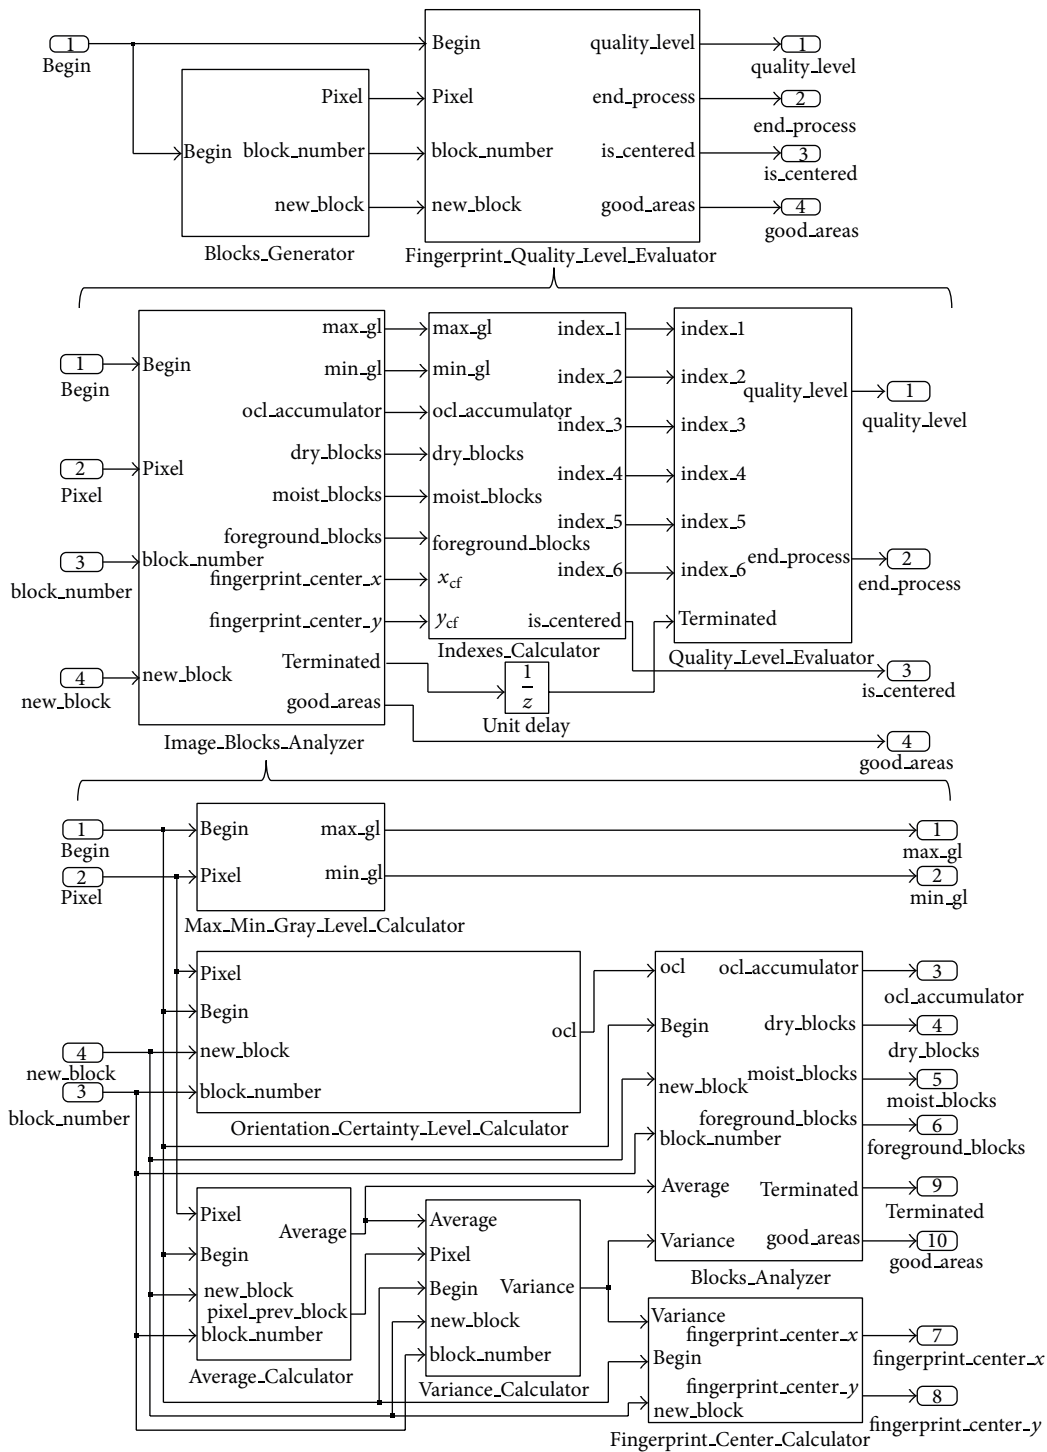 1
Begin
Begin
Pixel
block_number
new_block
Blocks_Generator
Begin
Pixel
block_number
new_block
quality_level
end_process
is_centered
good_areas
Fingerprint_Quality_Level_Evaluator
1
quality_level
2
end_process
3
is_centered
4
good_areas
1
Begin
2
Pixel
3
block_number
4
new_block
Begin
Pixel
block_number
new_block
max_gl
min_gl
ocl_accumulator
dry_blocks
moist_blocks
foreground_blocks
fingerprint_center_x
fingerprint_center_y
Terminated
good_areas
Image_Blocks_Analyzer
max_gl
min_gl
ocl_accumulator
dry_blocks
moist_blocks
foreground_blocks
x_cf
y_cf
index_1
index_2
index_3
index_4
index_5
index_6
is_centered
Indexes_Calculator
1
z
Unit delay
index_1
index_2
index_3
index_4
index_5
index_6
Terminated
quality_level
end_process
Quality_Level_Evaluator
1
quality_level
2
end_process
3
is_centered
4
good_areas
1
Begin
2
Pixel
4
new_block
3
block_number
Begin
Pixel
max_gl
min_gl
Max_Min_Gray_Level_Calculator
1
max_gl
2
min_gl
Pixel
Begin
new_block
block_number
ocl
Orientation_Certainty_Level_Calculator
ocl
Begin
new_block
block_number
Average
Variance
ocl_accumulator
dry_blocks
moist_blocks
foreground_blocks
Terminated
good_areas
Blocks_Analyzer
3
ocl_accumulator
4
dry_blocks
5
moist_blocks
6
foreground_blocks
9
Terminated
10
good_areas
Pixel
Begin
new_block
block_number
Average
pixel_prev_block
Average_Calculator
Average
Pixel
Begin
new_block
block_number
Variance
Variance_Calculator
Variance
Begin
new_block
fingerprint_center_x
fingerprint_center_y
Fingerprint_Center_Calculator
7
fingerprint_center_x
8
fingerprint_center_y